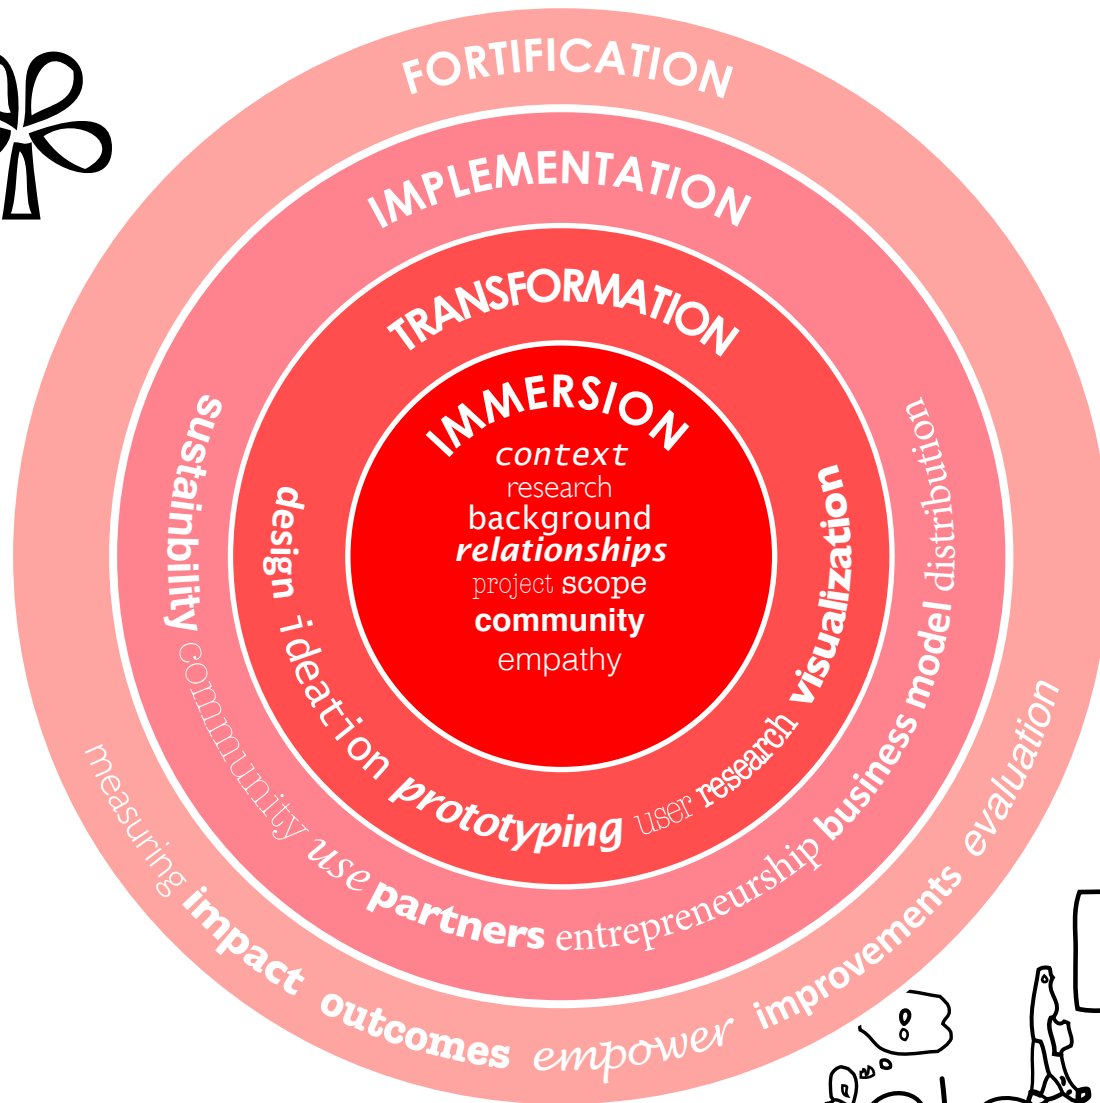 FORTIFICATION
IMPLEMENTATION
TRANSFORMATION
IMMERSION
context
research
background
relationships
project scope
community
empathy
design ideation prototyping user research visualization
sustainbility community use partners entrepreneurship business model distribution
measuring impact outcomes empower improvements evaluation